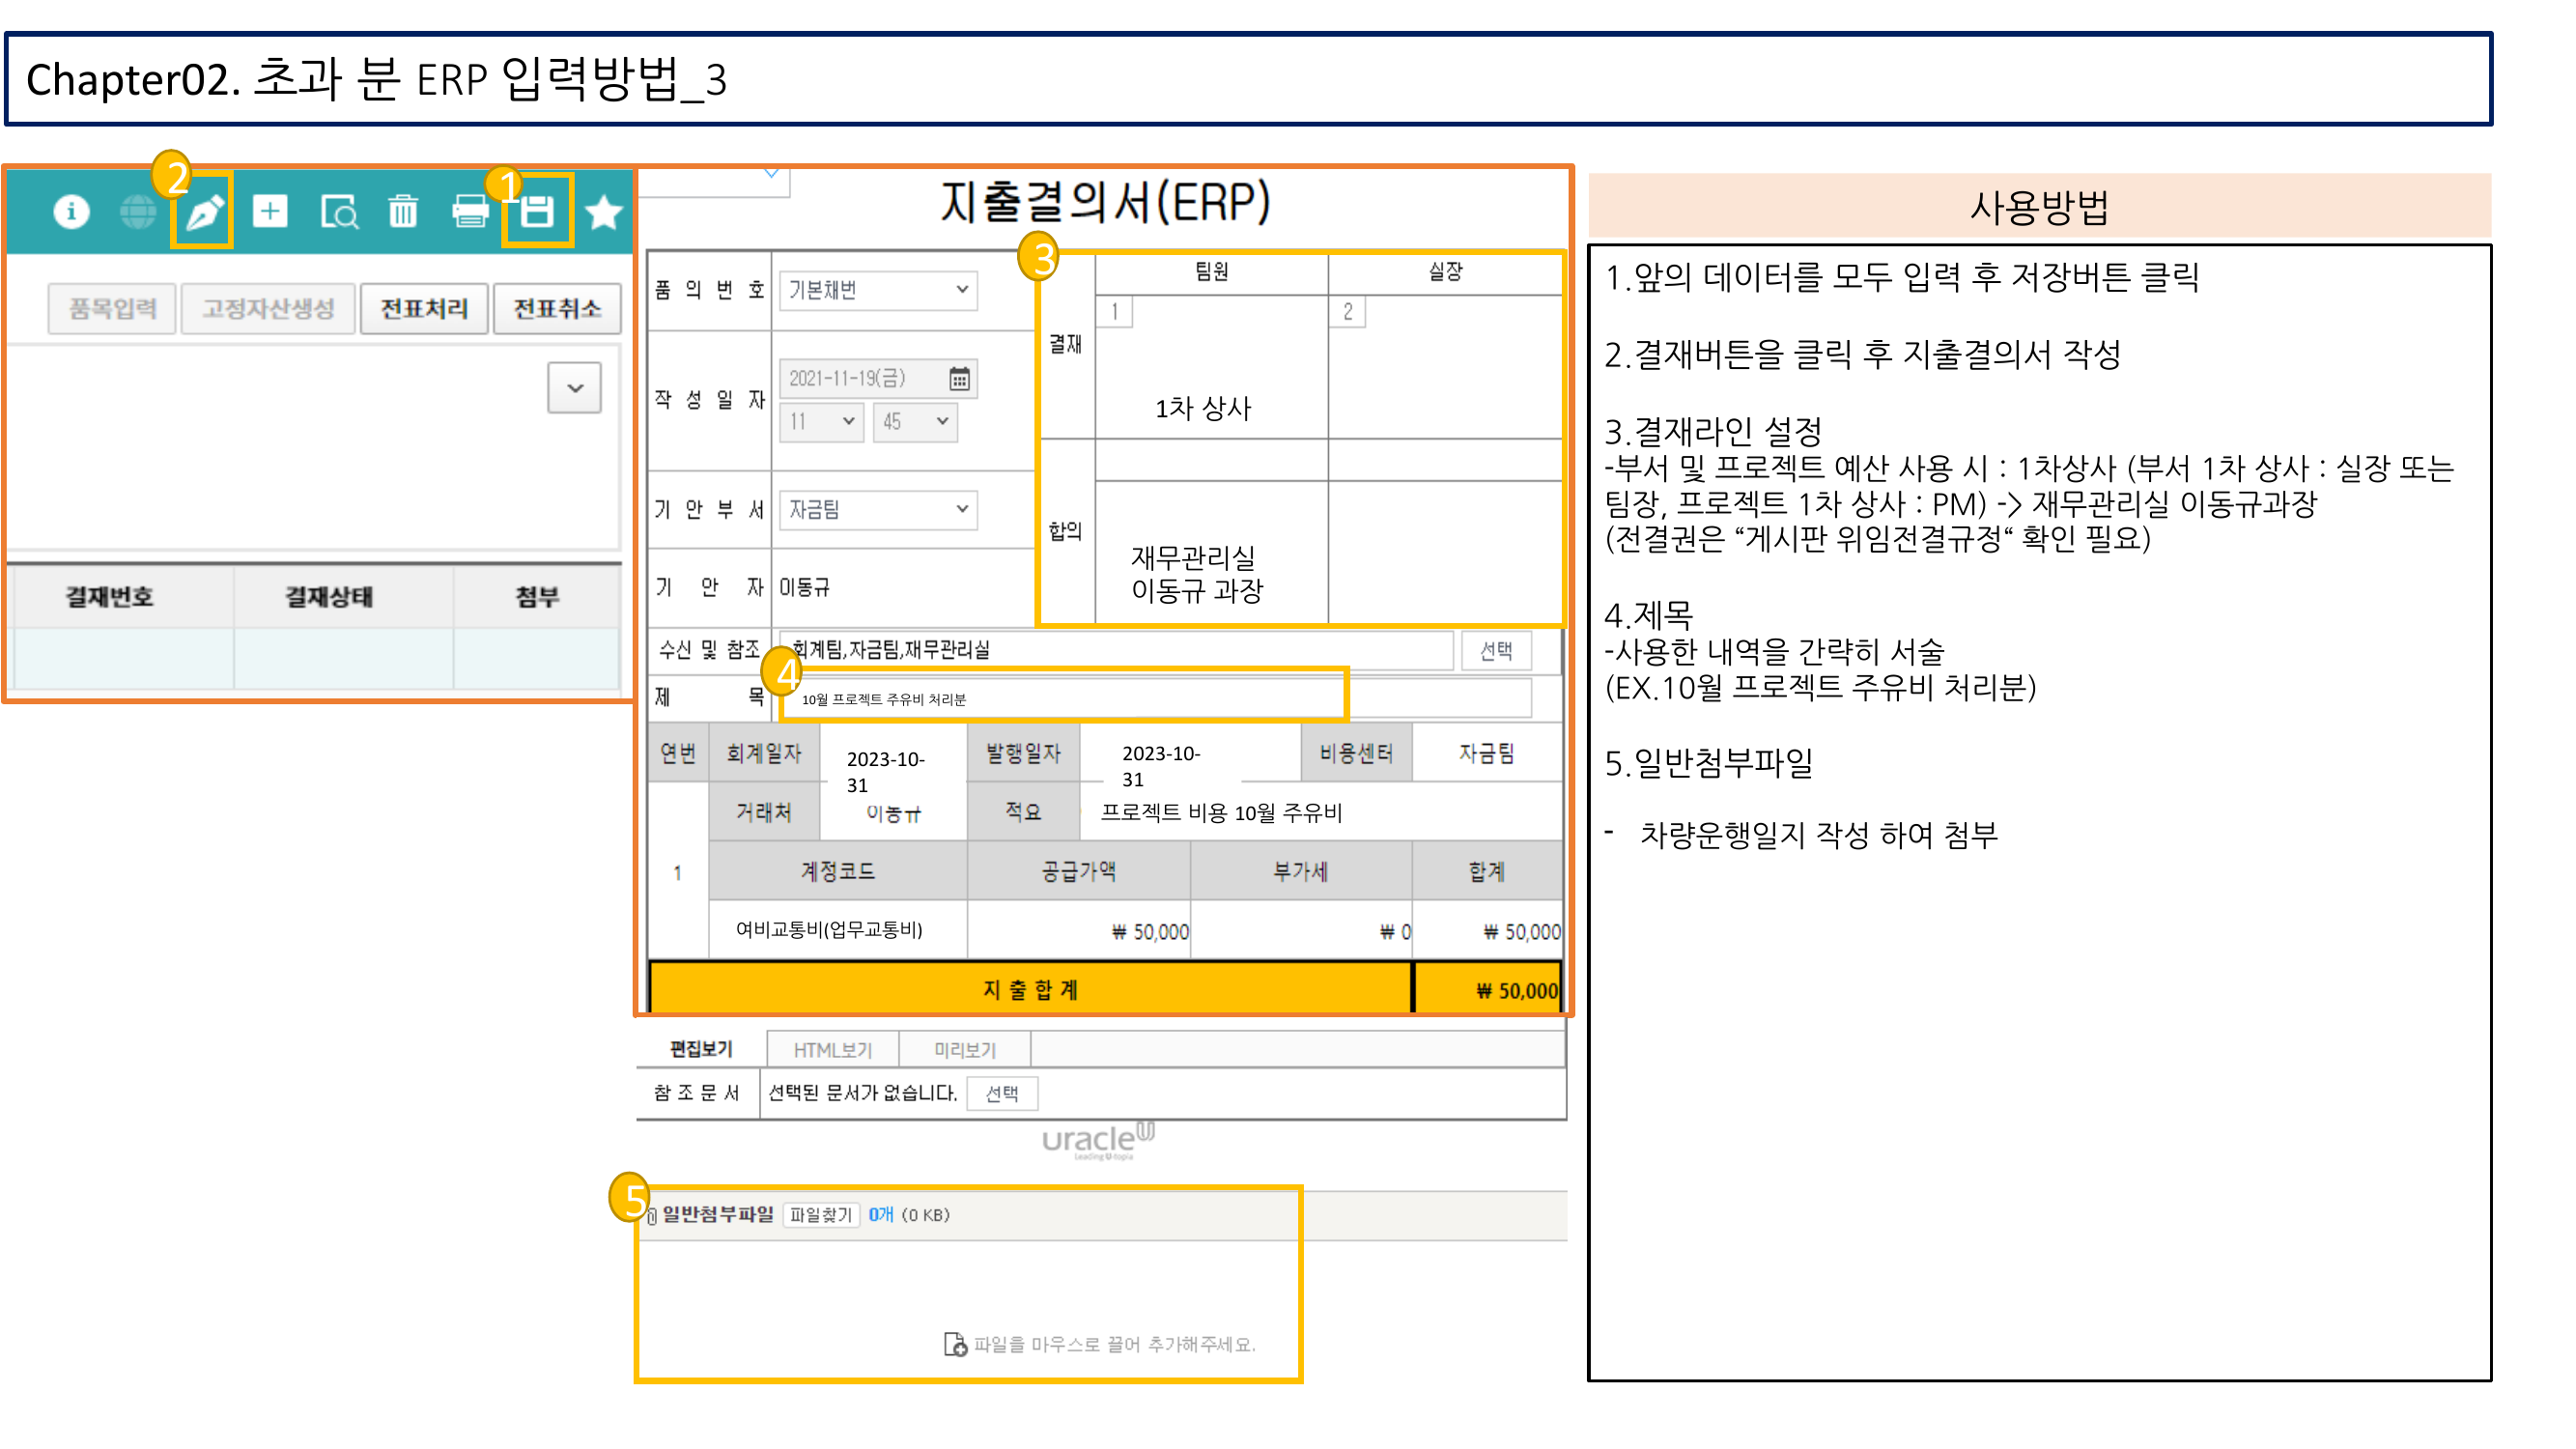 Chapter02. 초과 분 ERP 입력방법_3
2
1
품목입력 고정자산생성 전표처리 전표취소
결재번호 결재상태 첨부
지출결의서(ERP)
3
품 의 번 호 기본채번
작 성 일 자 2021-11-19(금)
11 45
기 안 부 서 자금팀
기 안 자 이동규
팀원 실장
결재 1 2
1차 상사
합의
재무관리실
이동규 과장
수신 및 참조 회계팀,자금팀,재무관리실 선택
4
제 목 10월 프로젝트 주유비 처리분
연번 회계일자 2023-10-31 발행일자 2023-10-31 비용센터 자금팀
1 거래처 이동규 적요 프로젝트 비용 10월 주유비
계정코드 공급가액 부가세 합계
여비교통비(업무교통비) ₩ 50,000 ₩ 0 ₩ 50,000
지 출 합 계 ₩ 50,000
편집보기 HTML보기 미리보기
참 조 문 서 선택된 문서가 없습니다. 선택
uracle U
Leading U-topia
5
일반첨부파일 파일찾기 0개 (0 KB)
파일을 마우스로 끌어 추가해주세요.
사용방법
1.앞의 데이터를 모두 입력 후 저장버튼 클릭
2.결재버튼을 클릭 후 지출결의서 작성
3.결재라인 설정
-부서 및 프로젝트 예산 사용 시 : 1차상사 (부서 1차 상사 : 실장 또는
팀장, 프로젝트 1차 상사 : PM) -> 재무관리실 이동규과장
(전결권은 “게시판 위임전결규정“ 확인 필요)
4.제목
-사용한 내역을 간략히 서술
(EX.10월 프로젝트 주유비 처리분)
5.일반첨부파일
- 차량운행일지 작성 하여 첨부